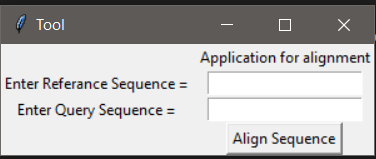 Tool
Application for alignment
Enter Referance Sequence =
Enter Query Sequence =
Align Sequence